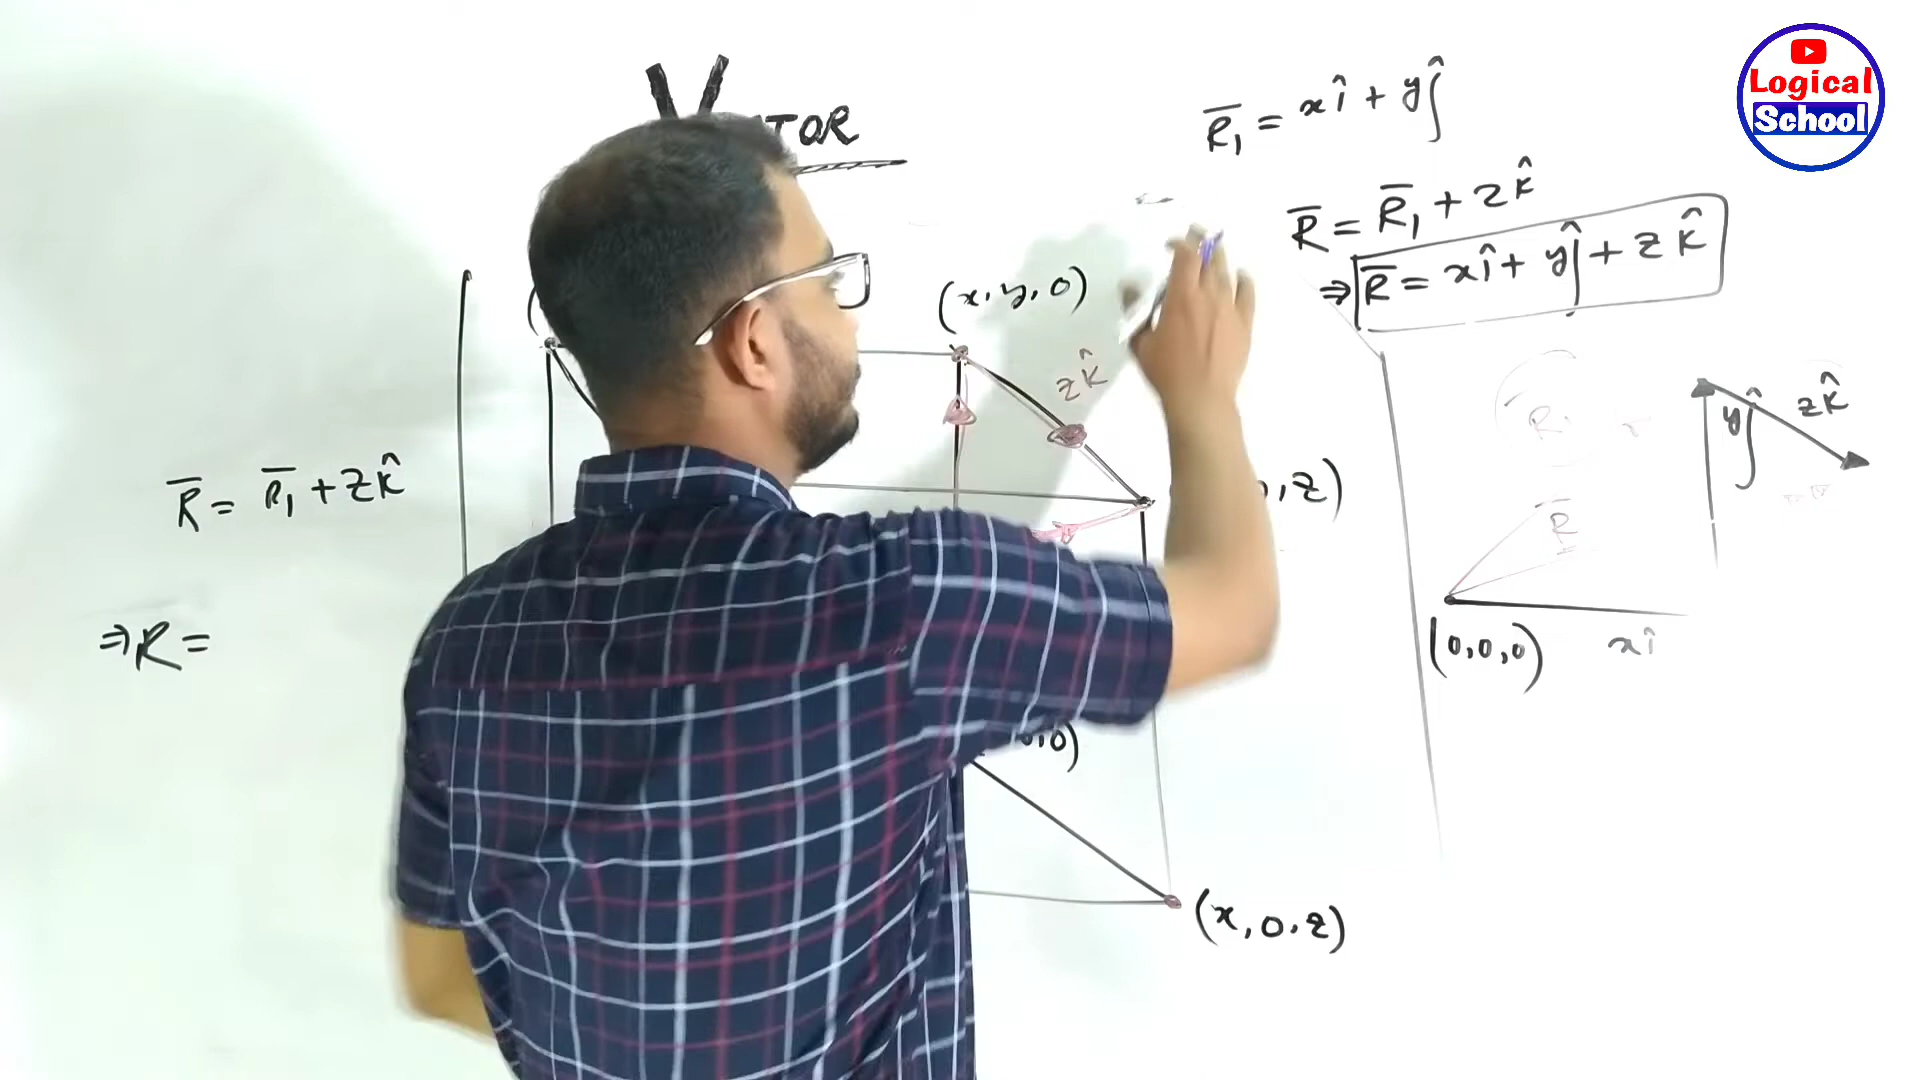 Logical
School
R̅₁ = xî + yĵ
R̅ = R̅₁ + zk̂
⇒ R̅ = xî + yĵ + zk̂
(x, y, 0)
zk̂
yĵ
zk̂
R̅ = R̅₁ + zk̂
, z)
R̅
⇒ R =
(0,0,0)
xî
,0)
(x, 0, z)